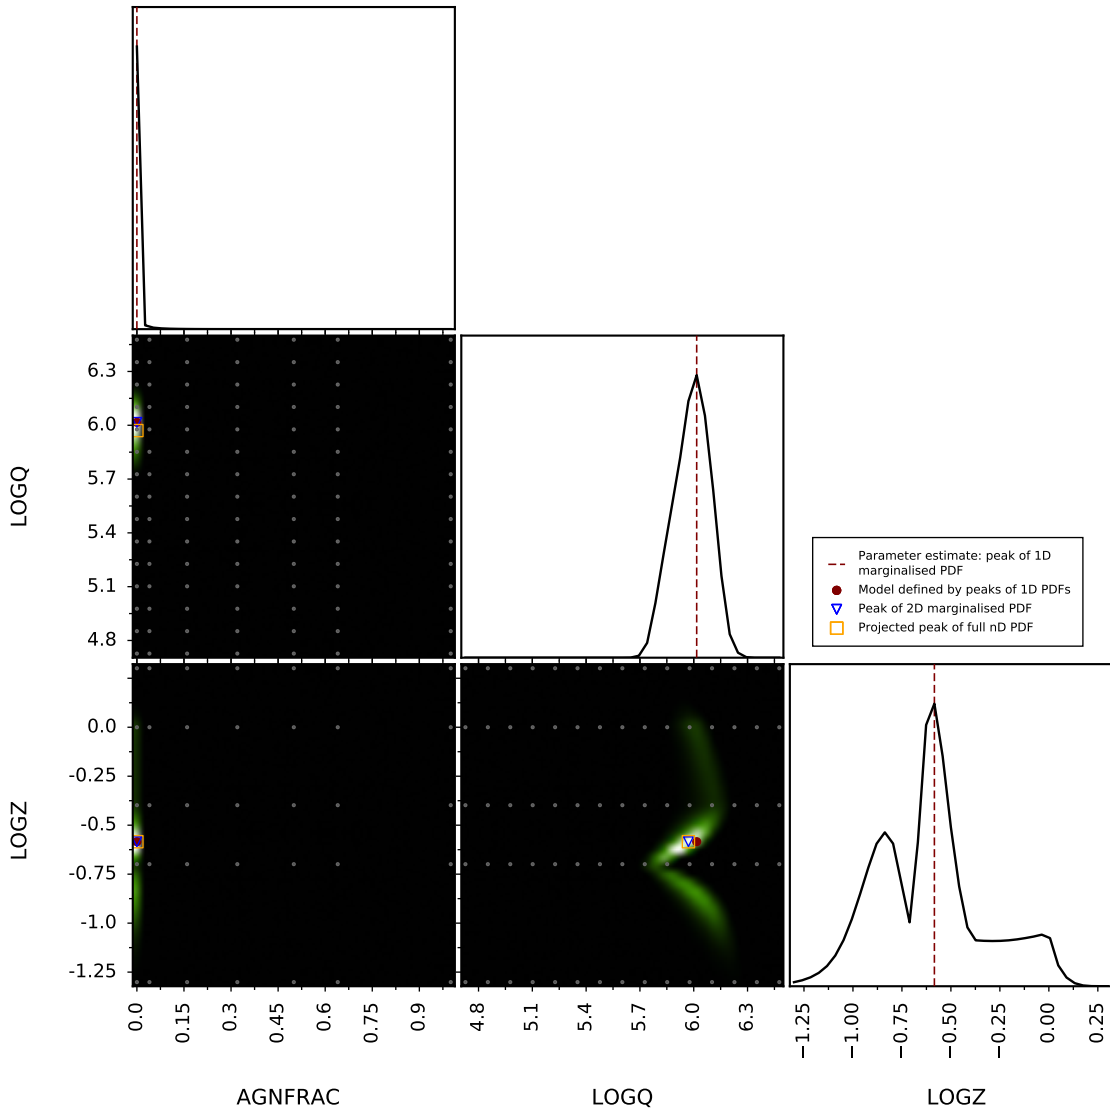 6.3
6.0
5.7
5.4
5.1
4.8
LOGQ
Parameter estimate: peak of 1D
marginalised PDF
Model defined by peaks of 1D PDFs
Peak of 2D marginalised PDF
Projected peak of full nD PDF
0.0
-0.25
-0.5
-0.75
-1.0
-1.25
LOGZ
0.0 0.15 0.3 0.45 0.6 0.75 0.9
4.8 5.1 5.4 5.7 6.0 6.3
−1.25 −1.00 −0.75 −0.50 −0.25 0.00 0.25
AGNFRAC LOGQ LOGZ